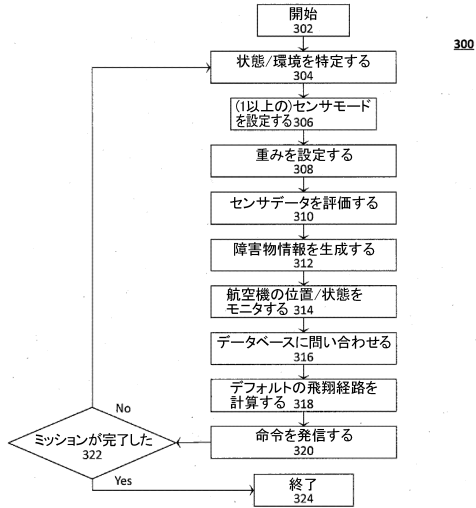 開始
302
300
状態/環境を特定する
304
(1以上の)センサモード
を設定する 306
重みを設定する
308
センサデータを評価する
310
障害物情報を生成する
312
航空機の位置/状態を
モニタする 314
データベースに問い合わせる
316
デフォルトの飛翔経路を
計算する 318
命令を発信する
320
No
ミッションが完了した
322
Yes
終了
324